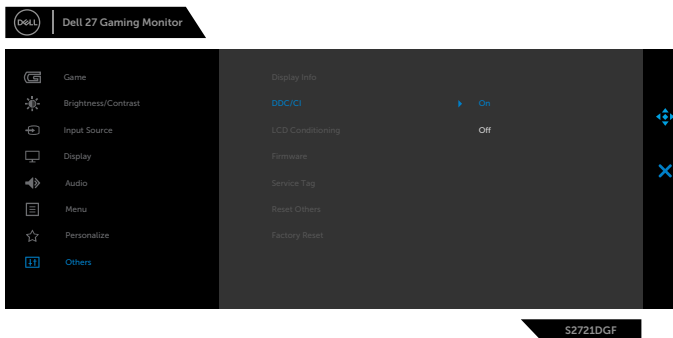 DELL
Dell 27 Gaming Monitor
Game
Display Info
Brightness/Contrast
DDC/CI
On
Input Source
LCD Conditioning
Off
Display
Firmware
Audio
Service Tag
Menu
Reset Others
Personalize
Factory Reset
Others
S2721DGF